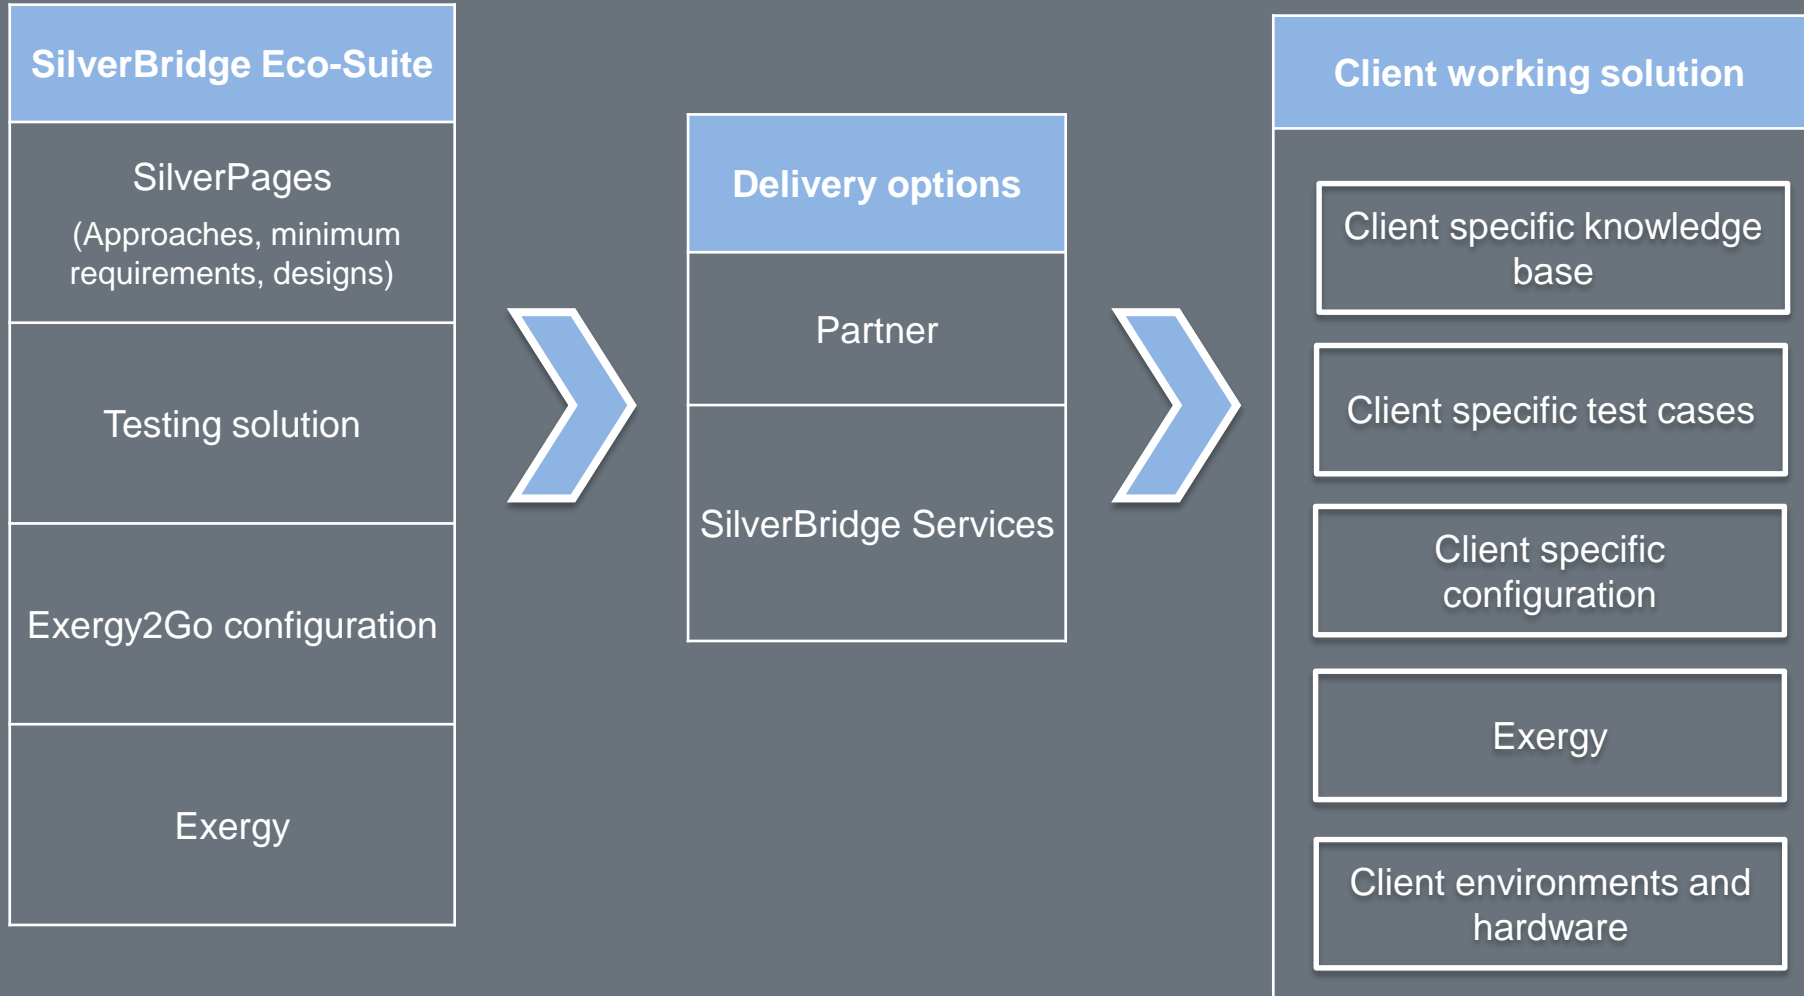 SilverBridge Eco-Suite
SilverPages
(Approaches, minimum
requirements, designs)
Testing solution
Exergy2Go configuration
Exergy
Delivery options
Partner
SilverBridge Services
Client working solution
Client specific knowledge
base
Client specific test cases
Client specific
configuration
Exergy
Client environments and
hardware